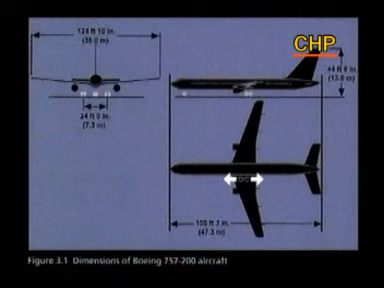 124 ft 10 in.
(38.0 m)
CHP
44 ft 6 in.
(13.6 m)
24 ft 0 in.
(7.3 m)
155 ft 3 in.
(47.3 m)
Figure 3.1 Dimensions of Boeing 757-200 aircraft